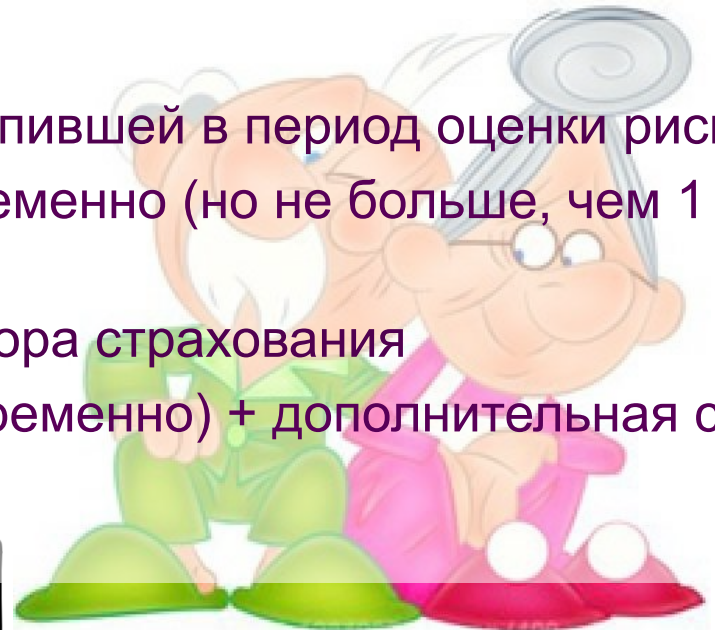 пившей в период оценки рис
еменно (но не больше, чем 1
ора страхования
ременно) + дополнительная с